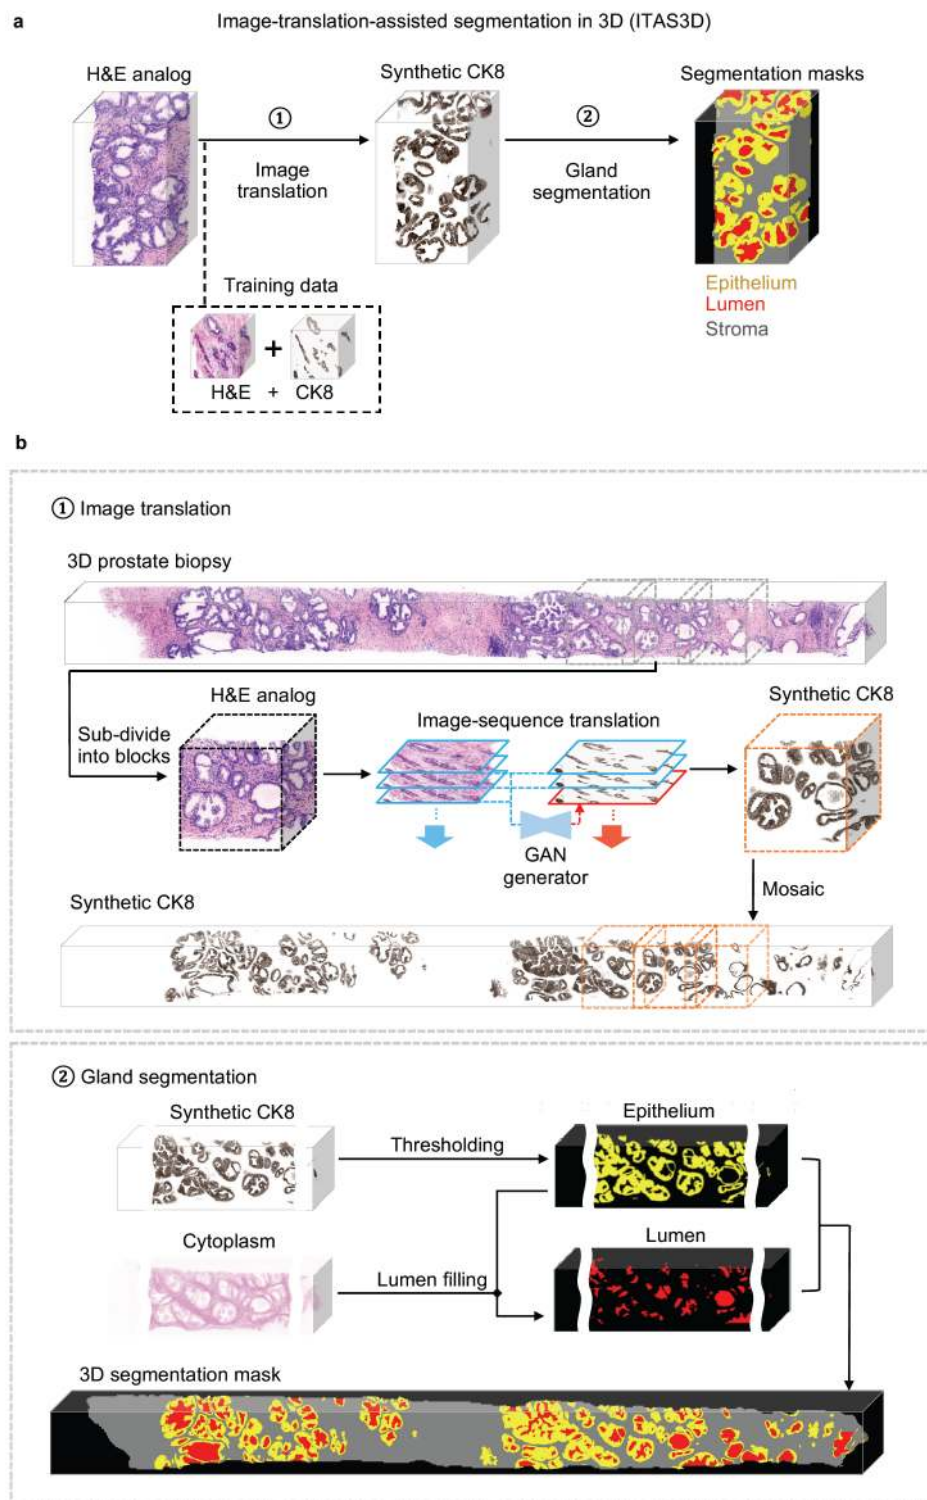 a
Image-translation-assisted segmentation in 3D (ITAS3D)
H&E analog
Synthetic CK8
Segmentation masks
①
②
Image
translation
Gland
segmentation
Training data
Epithelium
Lumen
Stroma
+
H&E + CK8
b
① Image translation
3D prostate biopsy
H&E analog
Synthetic CK8
Image-sequence translation
Sub-divide
into blocks
GAN
generator
Mosaic
Synthetic CK8
② Gland segmentation
Synthetic CK8
Epithelium
Thresholding
Cytoplasm
Lumen
Lumen filling
3D segmentation mask